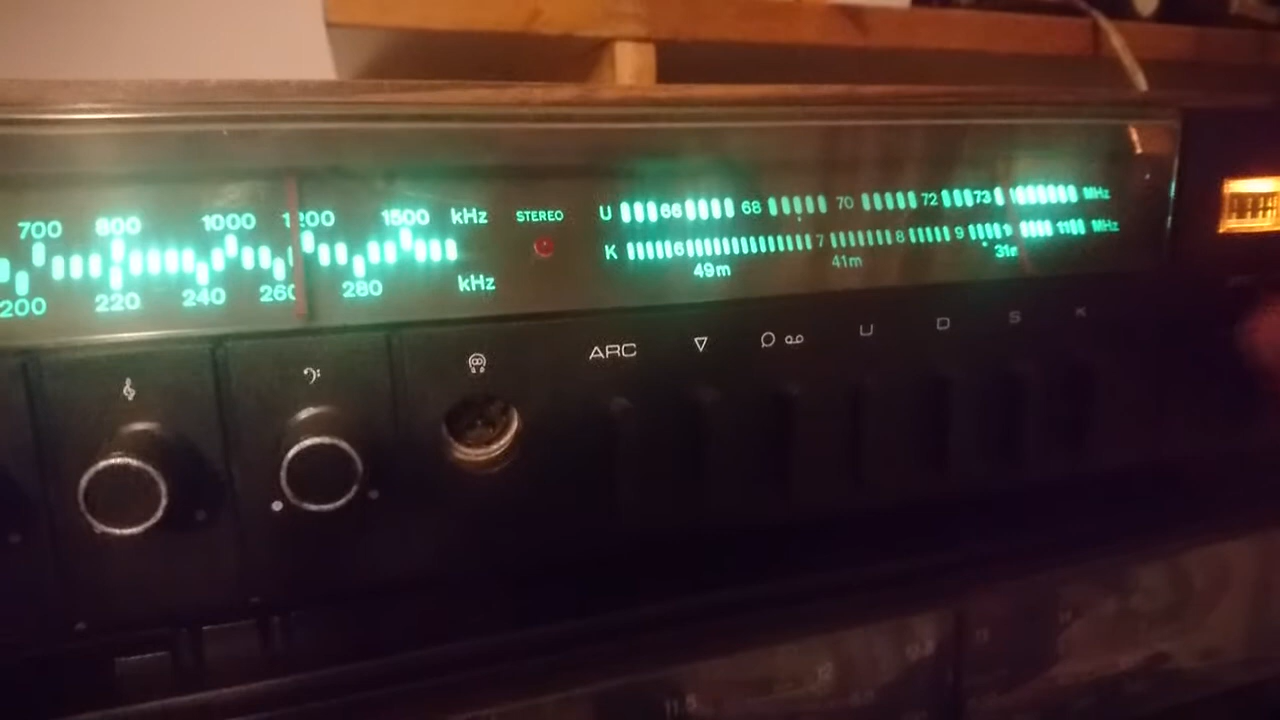 700 800 1000 1200 1500 kHz
200 220 240 260 280 kHz
STEREO
U 66 68 70 72 73 MHz
K 6 7 8 9 11 MHz
49m 41m 31m
ARC U D S K